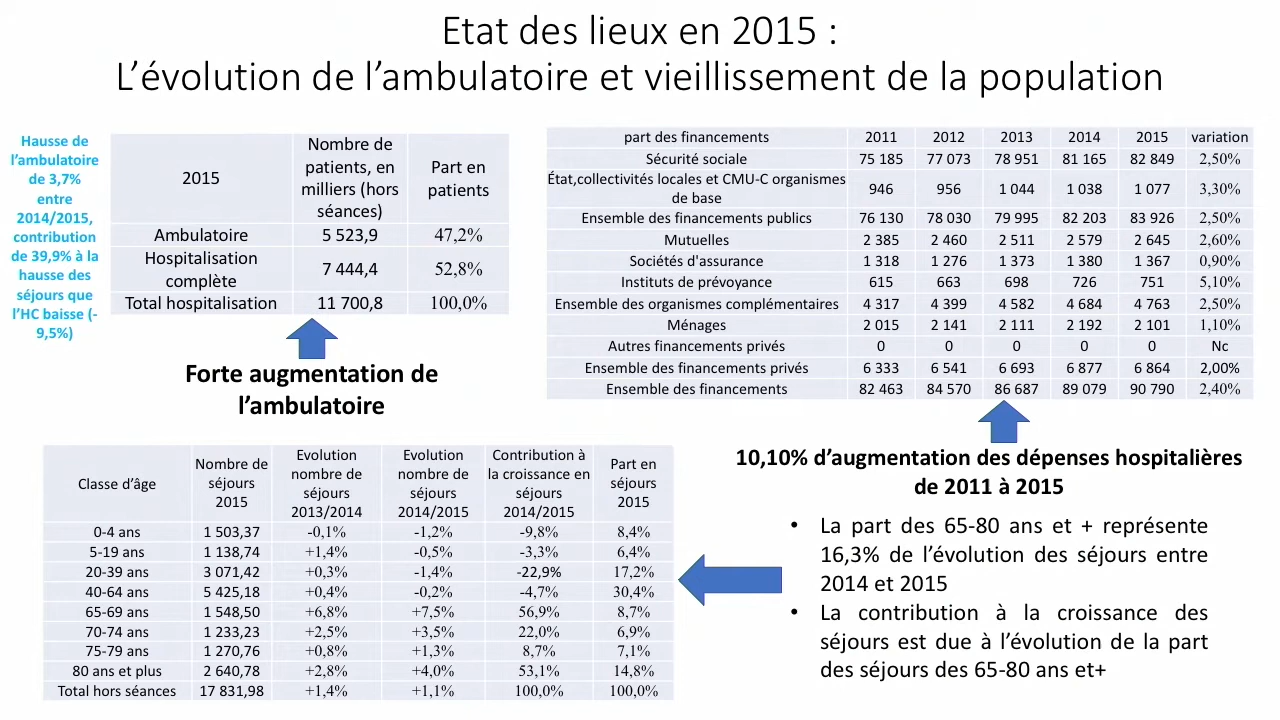 Etat des lieux en 2015 :
L'évolution de l'ambulatoire et vieillissement de la population
Hausse de
l'ambulatoire
de 3,7%
entre
2014/2015,
contribution
de 39,9% à la
hausse des
séjours que
l'HC baisse (-
9,5%)
2015 Nombre de patients, en milliers (hors séances) Part en patients
Ambulatoire 5 523,9 47,2%
Hospitalisation complète 7 444,4 52,8%
Total hospitalisation 11 700,8 100,0%
Forte augmentation de
l'ambulatoire
part des financements 2011 2012 2013 2014 2015 variation
Sécurité sociale 75 185 77 073 78 951 81 165 82 849 2,50%
État,collectivités locales et CMU-C organismes de base 946 956 1 044 1 038 1 077 3,30%
Ensemble des financements publics 76 130 78 030 79 995 82 203 83 926 2,50%
Mutuelles 2 385 2 460 2 511 2 579 2 645 2,60%
Sociétés d'assurance 1 318 1 276 1 373 1 380 1 367 0,90%
Instituts de prévoyance 615 663 698 726 751 5,10%
Ensemble des organismes complémentaires 4 317 4 399 4 582 4 684 4 763 2,50%
Ménages 2 015 2 141 2 111 2 192 2 101 1,10%
Autres financements privés 0 0 0 0 0 Nc
Ensemble des financements privés 6 333 6 541 6 693 6 877 6 864 2,00%
Ensemble des financements 82 463 84 570 86 687 89 079 90 790 2,40%
10,10% d'augmentation des dépenses hospitalières
de 2011 à 2015
Classe d'âge Nombre de séjours 2015 Evolution nombre de séjours 2013/2014 Evolution nombre de séjours 2014/2015 Contribution à la croissance en séjours 2014/2015 Part en séjours 2015
0-4 ans 1 503,37 -0,1% -1,2% -9,8% 8,4%
5-19 ans 1 138,74 +1,4% -0,5% -3,3% 6,4%
20-39 ans 3 071,42 +0,3% -1,4% -22,9% 17,2%
40-64 ans 5 425,18 +0,4% -0,2% -4,7% 30,4%
65-69 ans 1 548,50 +6,8% +7,5% 56,9% 8,7%
70-74 ans 1 233,23 +2,5% +3,5% 22,0% 6,9%
75-79 ans 1 270,76 +0,8% +1,3% 8,7% 7,1%
80 ans et plus 2 640,78 +2,8% +4,0% 53,1% 14,8%
Total hors séances 17 831,98 +1,4% +1,1% 100,0% 100,0%
• La part des 65-80 ans et + représente
16,3% de l'évolution des séjours entre
2014 et 2015
• La contribution à la croissance des
séjours est due à l'évolution de la part
des séjours des 65-80 ans et+